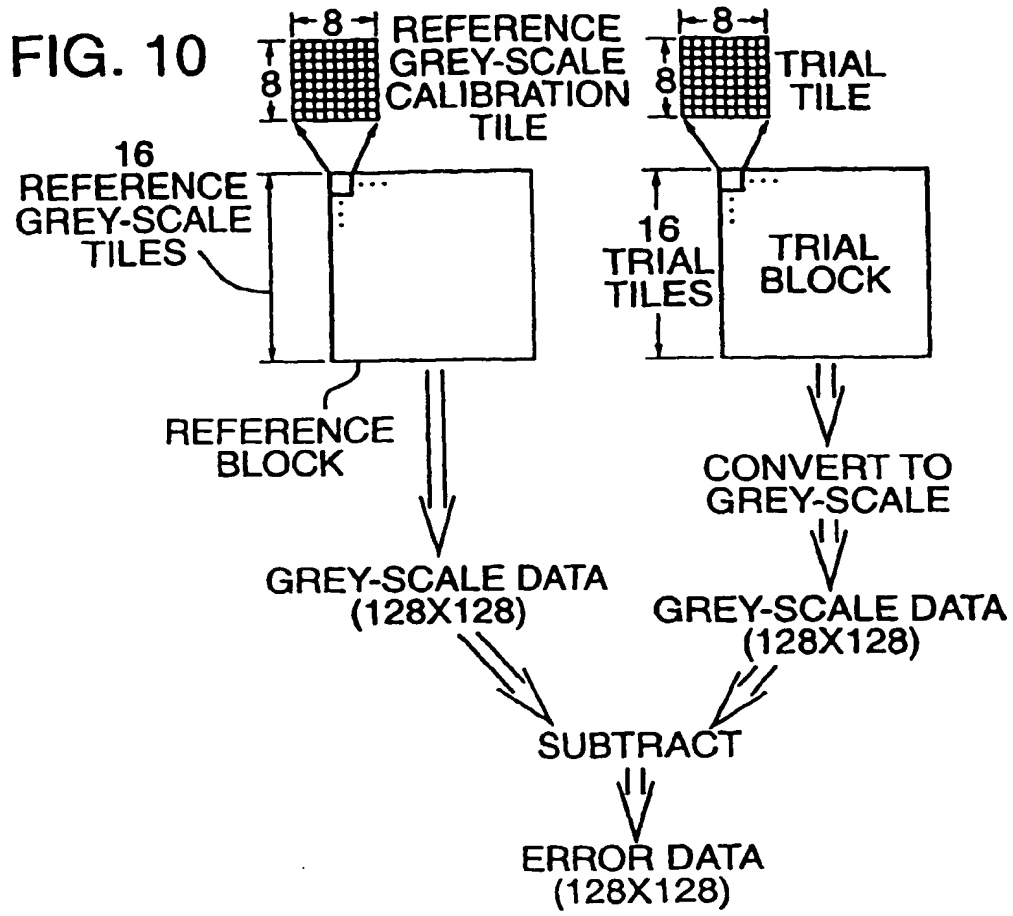 FIG. 10
8
8
REFERENCE
GREY-SCALE
CALIBRATION
TILE
8
8
TRIAL
TILE
16
REFERENCE
GREY-SCALE
TILES
REFERENCE
BLOCK
16
TRIAL
TILES
TRIAL
BLOCK
CONVERT TO
GREY-SCALE
GREY-SCALE DATA
(128X128)
GREY-SCALE DATA
(128X128)
SUBTRACT
ERROR DATA
(128X128)